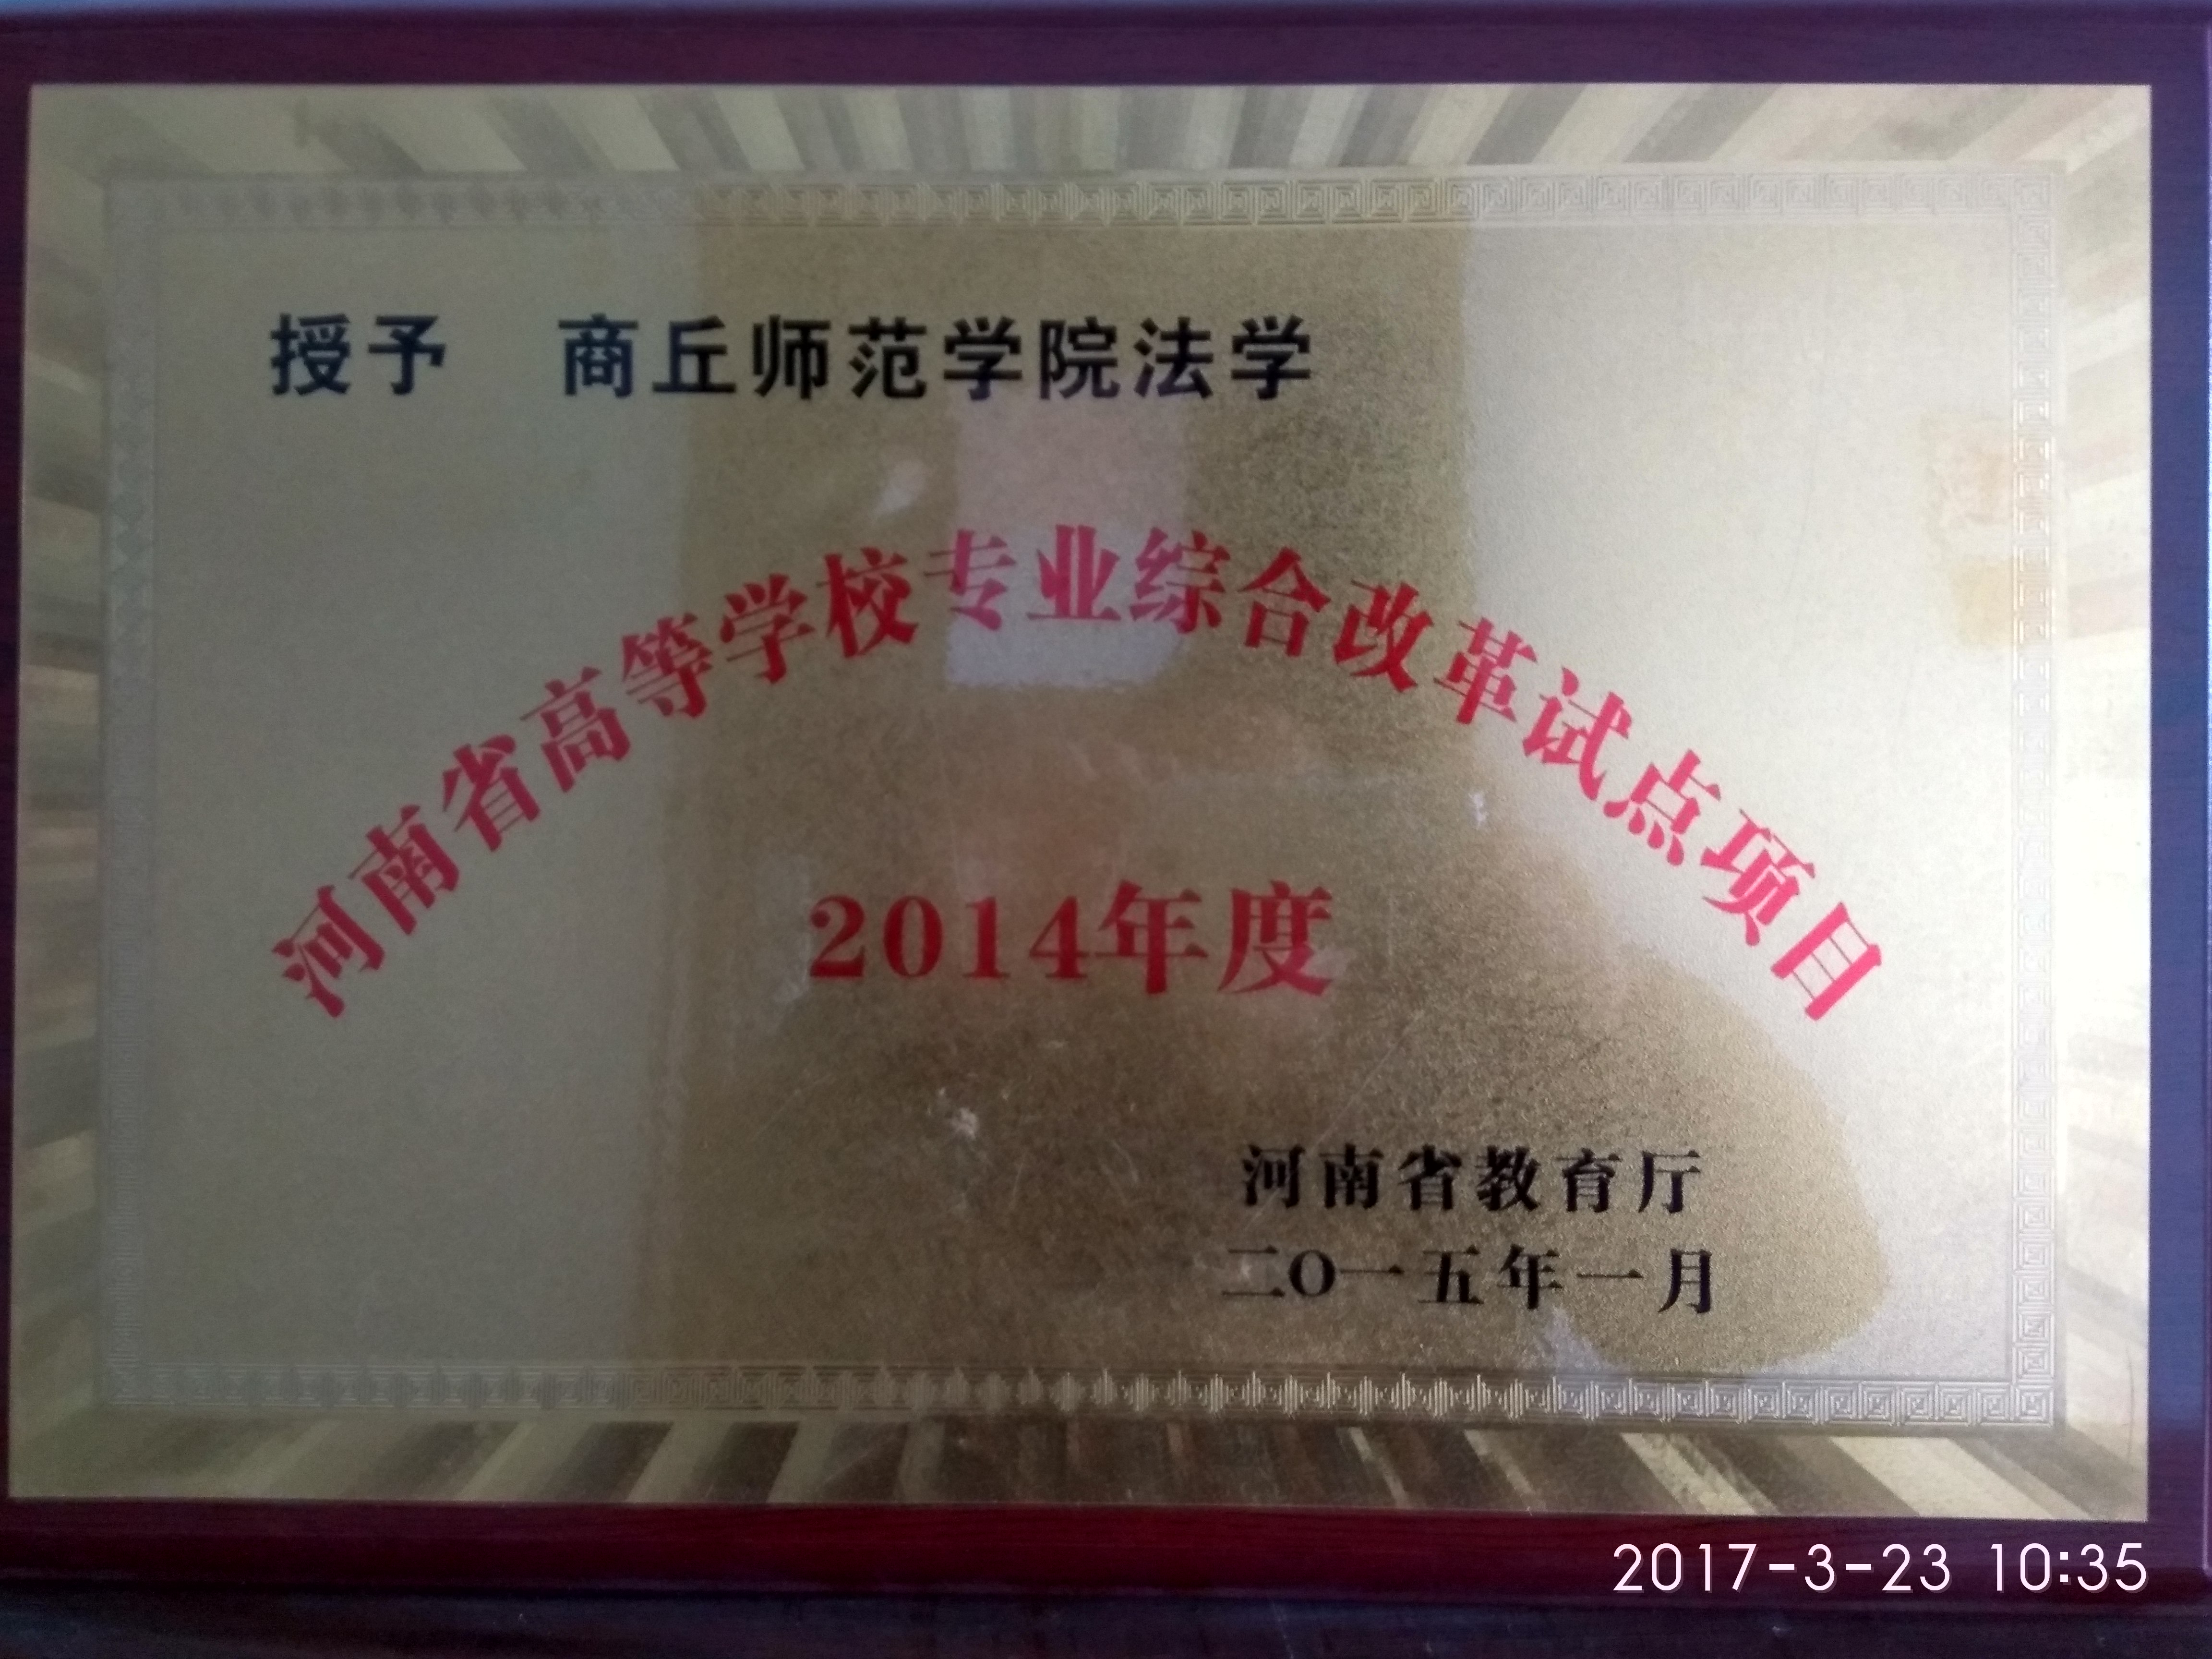 授予 商丘师范学院法学
河南省高等学校专业综合改革试点项目
2014年度
河南省教育厅
二〇一五年一月
2017-3-23 10:35